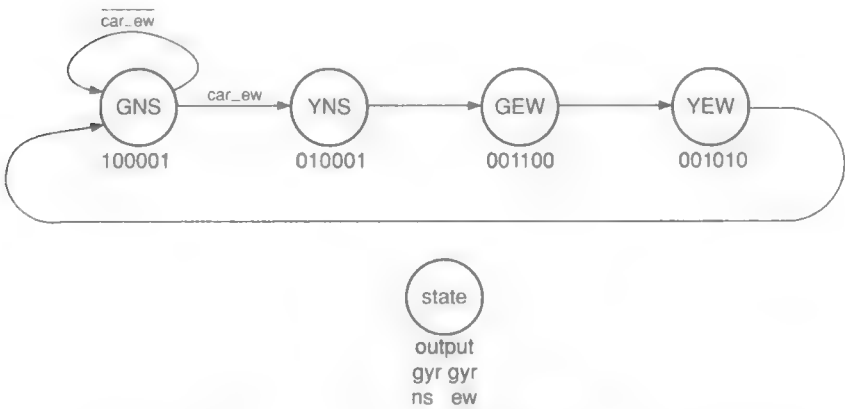 car_ew
GNS
car_ew
YNS
GEW
YEW
100001
010001
001100
001010
state
output
gyr gyr
ns ew